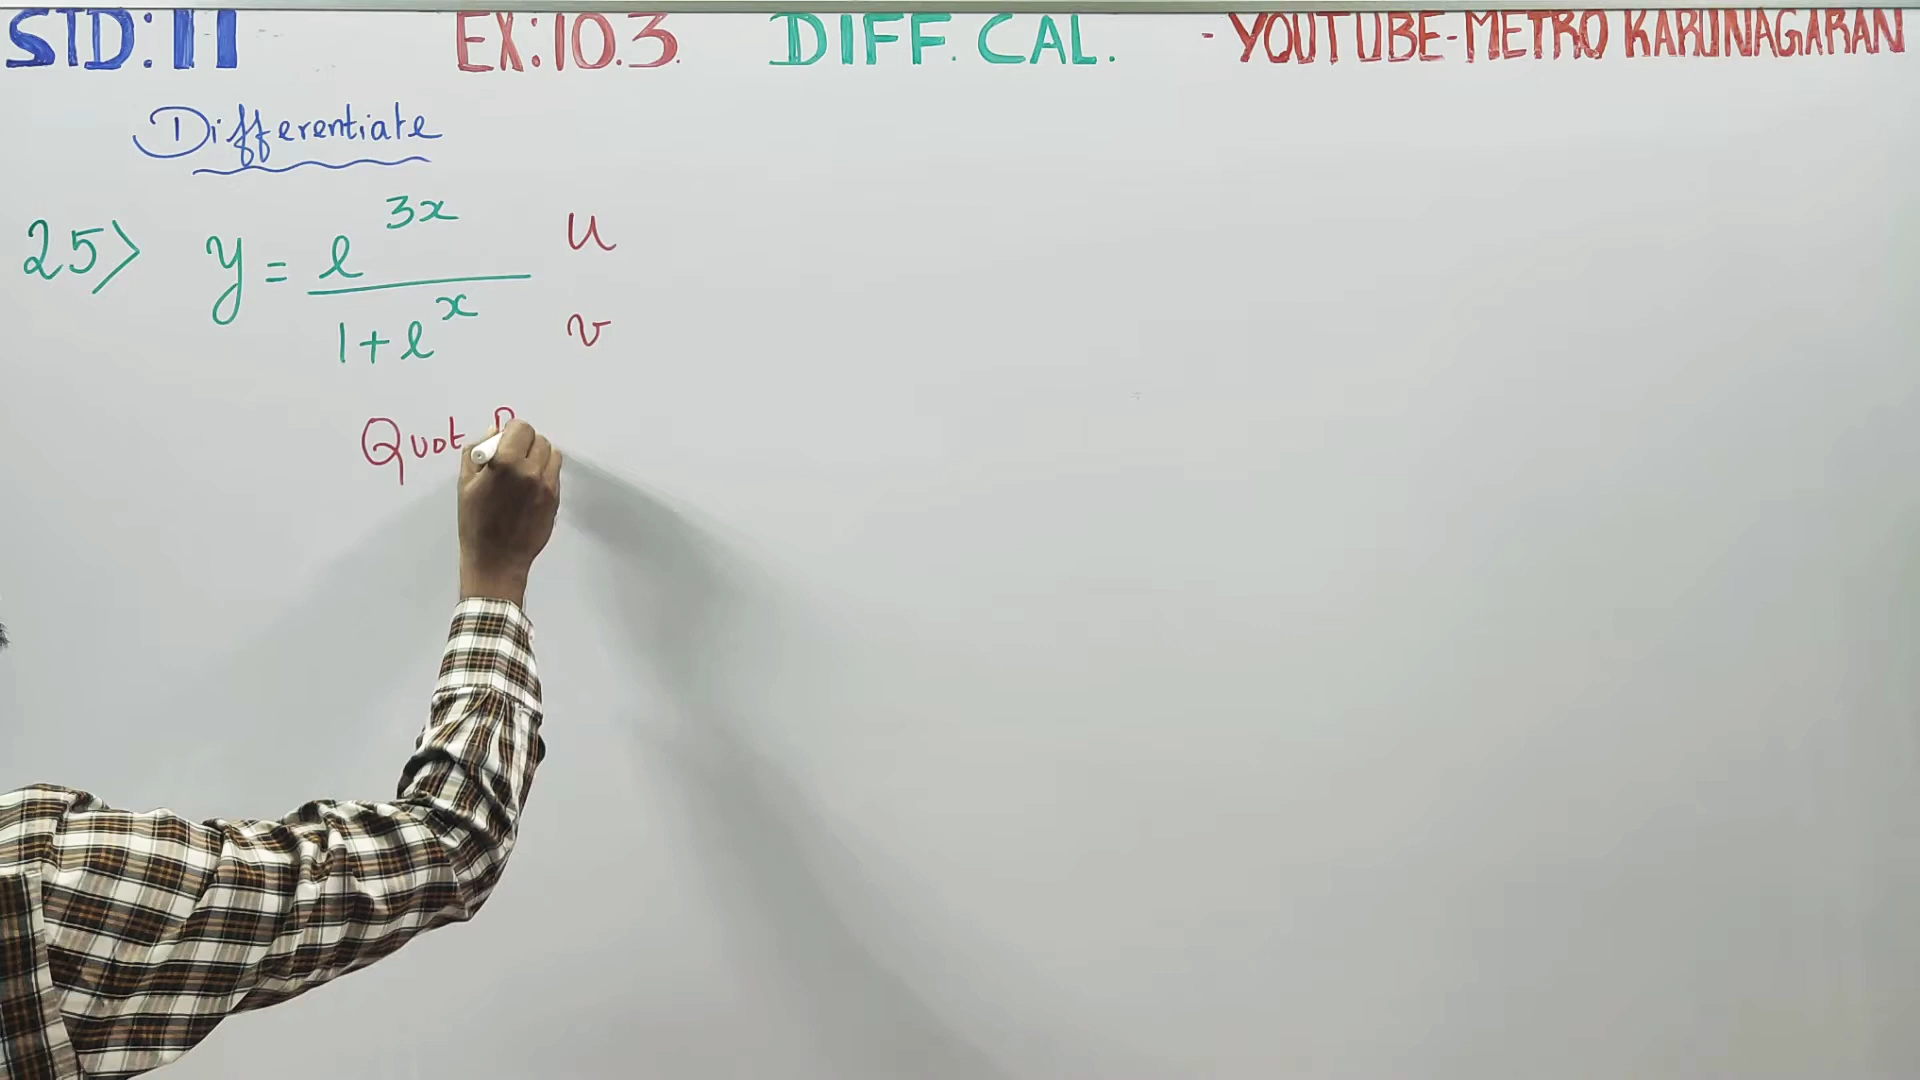 STD: 11 EX: 10.3. DIFF. CAL. - YOUTUBE-METRO KARUNAGARAN
Differentiate
25> y = e^3x / 1+e^x
u
v
Quot